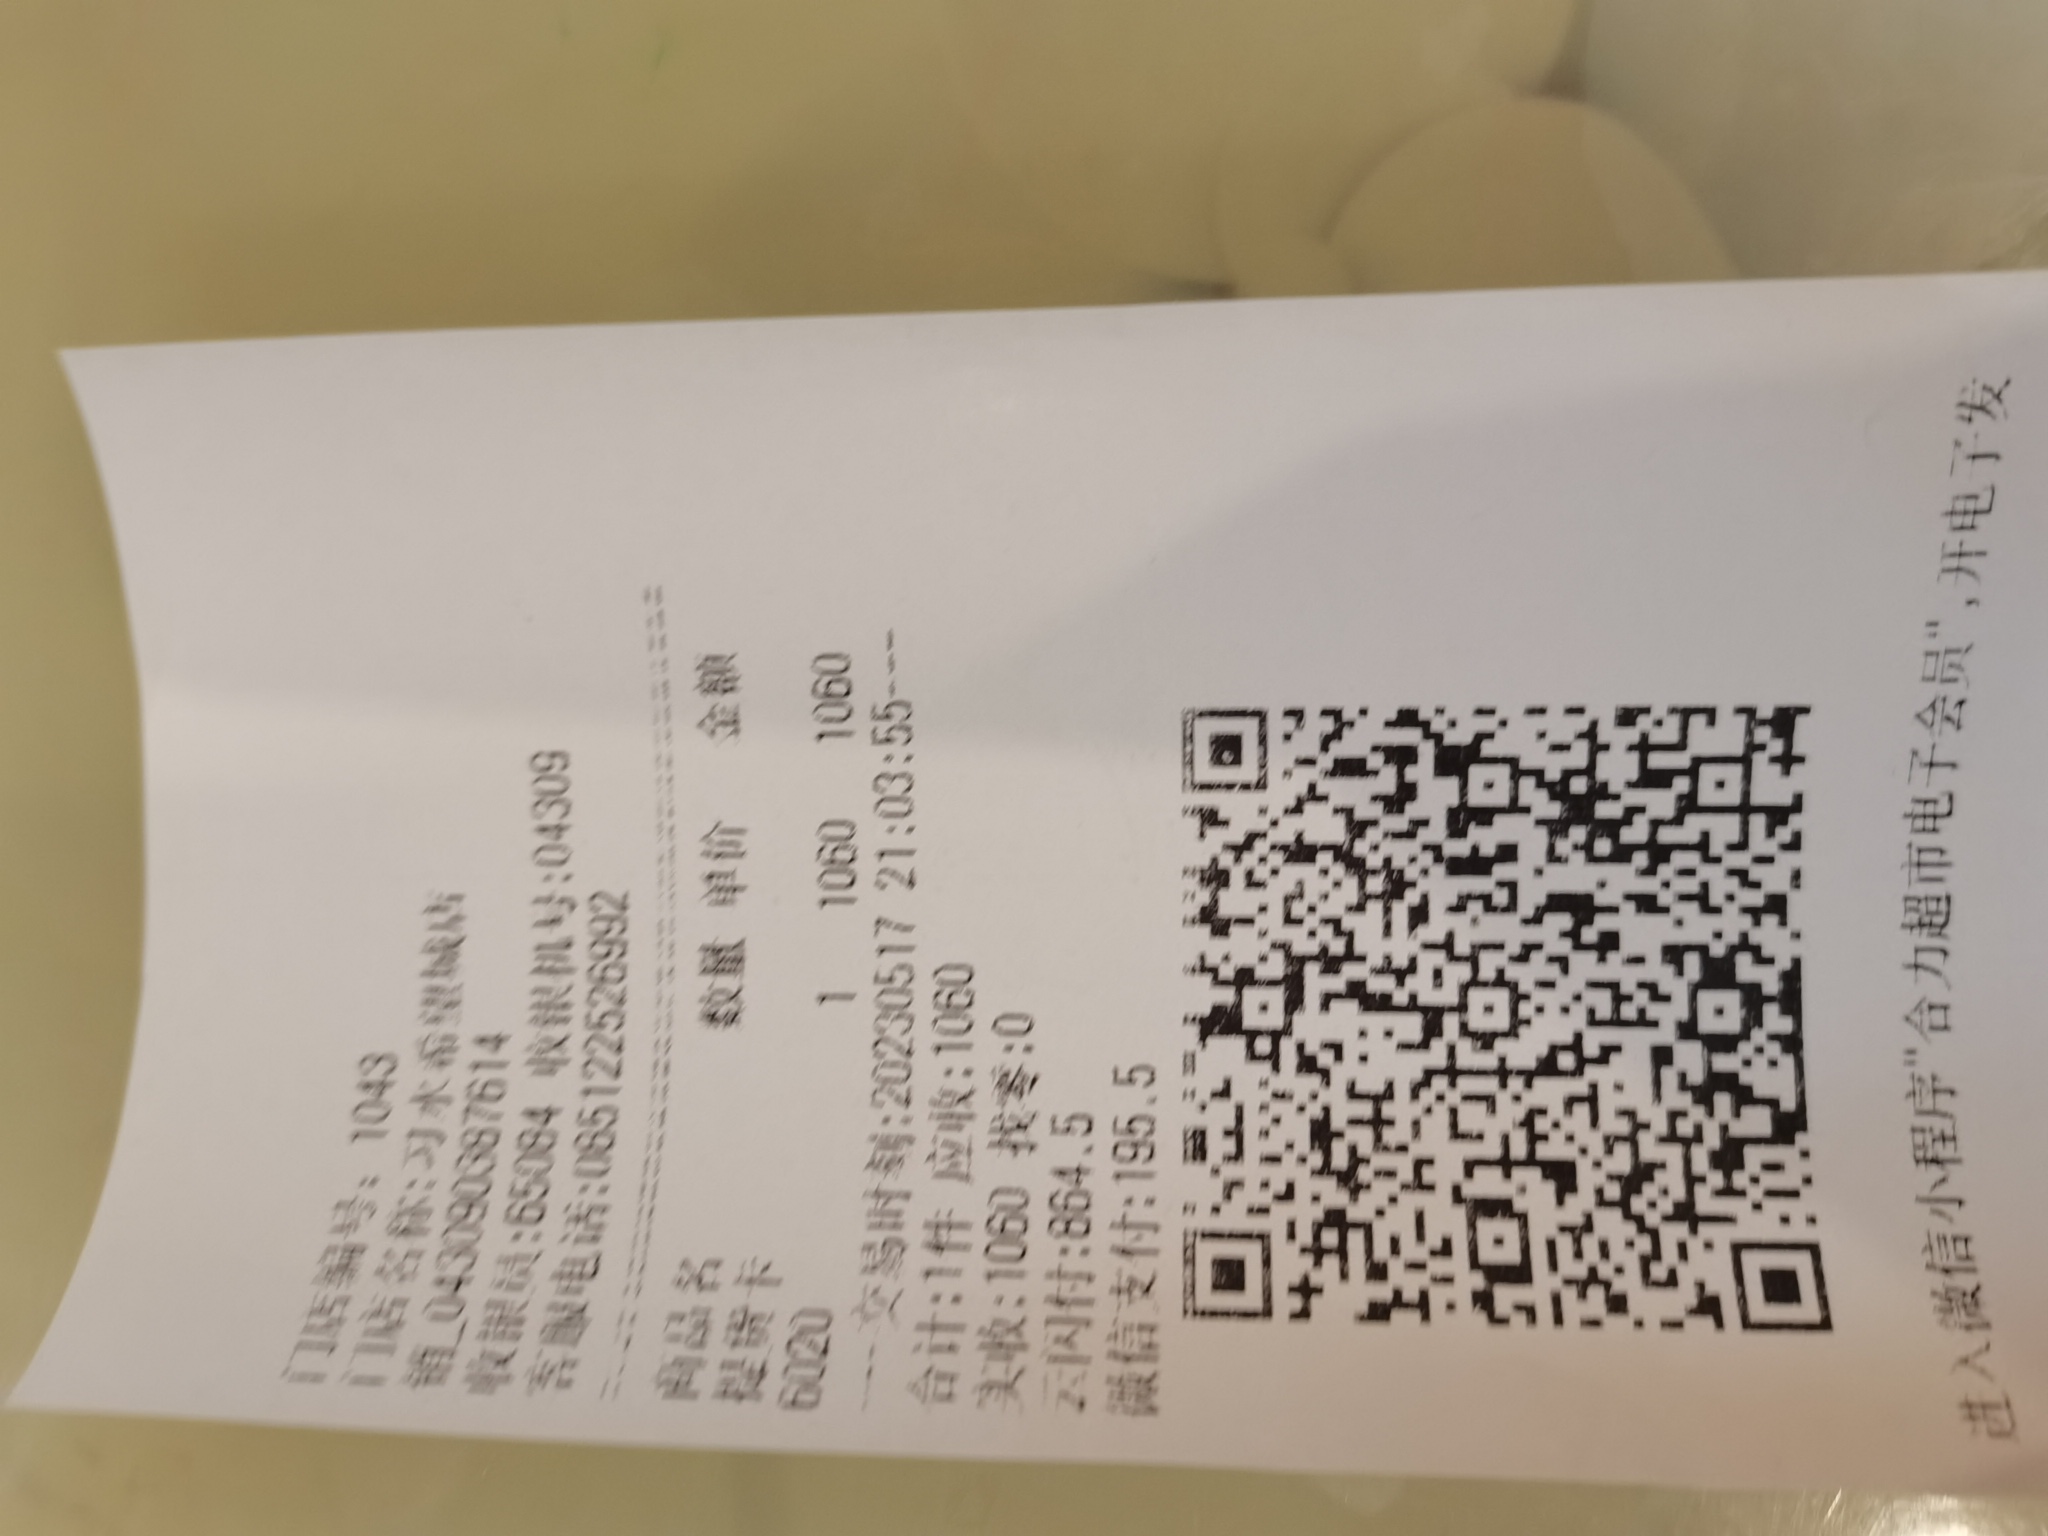 门店编号: 1043
门店名称:习水希望城店
销_0430909387614
收银员:65084 收银机号:04309
客服电话:085122526992
商品名 数量 单价 金额
提货卡
6020 1 1060 1060
----交易时刻:20230517 21:03:55----
合计:1件 应收:1060
实收:1060 找零:0
云闪付:864.5
微信支付:195.5
进入微信小程序"合力超市电子会员",开电子发